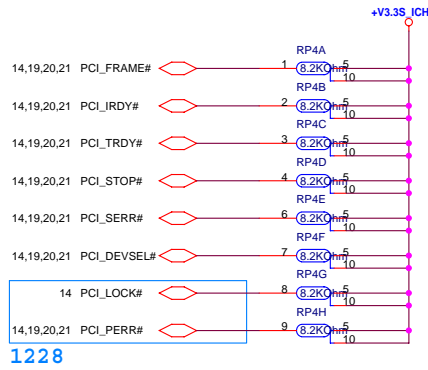 +V3.3S_ICH
RP4A
14,19,20,21 PCI_FRAME# 1 8.2KOhm 5
10
RP4B
14,19,20,21 PCI_IRDY# 2 8.2KOhm 5
10
RP4C
14,19,20,21 PCI_TRDY# 3 8.2KOhm 5
10
RP4D
14,19,20,21 PCI_STOP# 4 8.2KOhm 5
10
RP4E
14,19,20,21 PCI_SERR# 6 8.2KOhm 5
10
RP4F
14,19,20,21 PCI_DEVSEL# 7 8.2KOhm 5
10
RP4G
14 PCI_LOCK# 8 8.2KOhm 5
10
RP4H
14,19,20,21 PCI_PERR# 9 8.2KOhm 5
10
1228